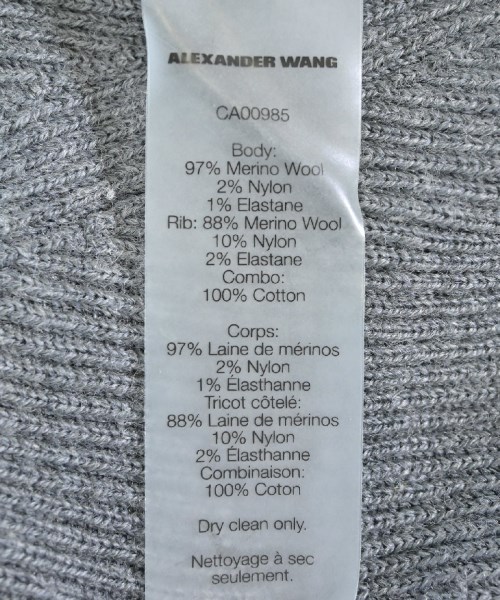 ALEXANDER WANG
CA00985
Body:
97% Merino Wool
2% Nylon
1% Elastane
Rib: 88% Merino Wool
10% Nylon
2% Elastane
Combo:
100% Cotton
Corps:
97% Laine de mérinos
2% Nylon
1% Élasthanne
Tricot côtelé:
88% Laine de mérinos
10% Nylon
2% Élasthanne
Combinaison:
100% Coton
Dry clean only.
Nettoyage à sec
seulement.